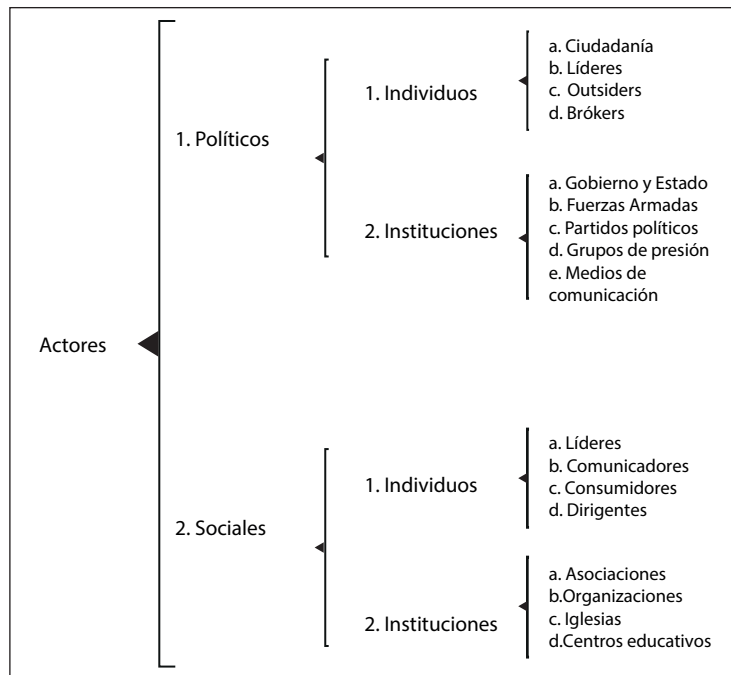 Actores
1. Políticos
1. Individuos
a. Ciudadanía
b. Líderes
c. Outsiders
d. Brókers
2. Instituciones
a. Gobierno y Estado
b. Fuerzas Armadas
c. Partidos políticos
d. Grupos de presión
e. Medios de
comunicación
2. Sociales
1. Individuos
a. Líderes
b. Comunicadores
c. Consumidores
d. Dirigentes
2. Instituciones
a. Asociaciones
b.Organizaciones
c. Iglesias
d.Centros educativos